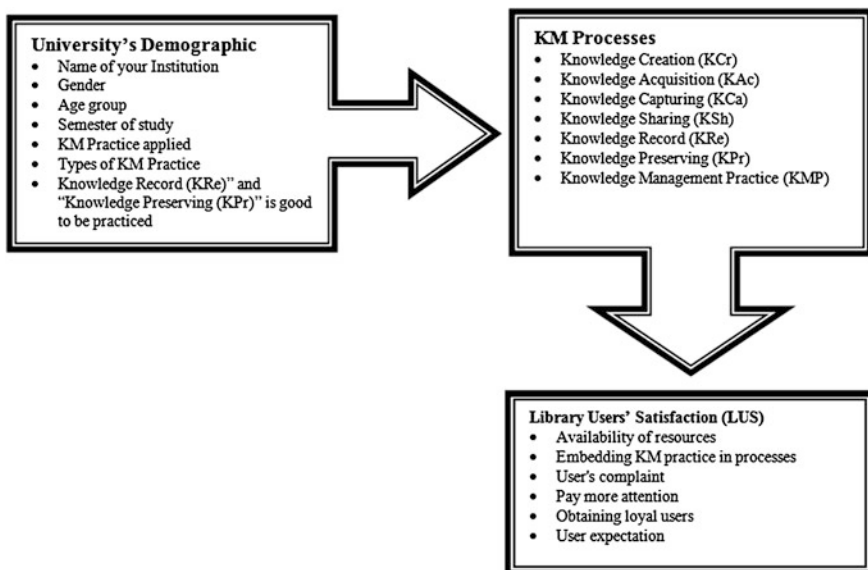 University's Demographic
• Name of your Institution
• Gender
• Age group
• Semester of study
• KM Practice applied
• Types of KM Practice
• Knowledge Record (KRe)” and
“Knowledge Preserving (KPr)” is good
to be practiced
KM Processes
• Knowledge Creation (KCr)
• Knowledge Acquisition (KAc)
• Knowledge Capturing (KCa)
• Knowledge Sharing (KSh)
• Knowledge Record (KRe)
• Knowledge Preserving (KPr)
• Knowledge Management Practice (KMP)
Library Users' Satisfaction (LUS)
• Availability of resources
• Embedding KM practice in processes
• User's complaint
• Pay more attention
• Obtaining loyal users
• User expectation